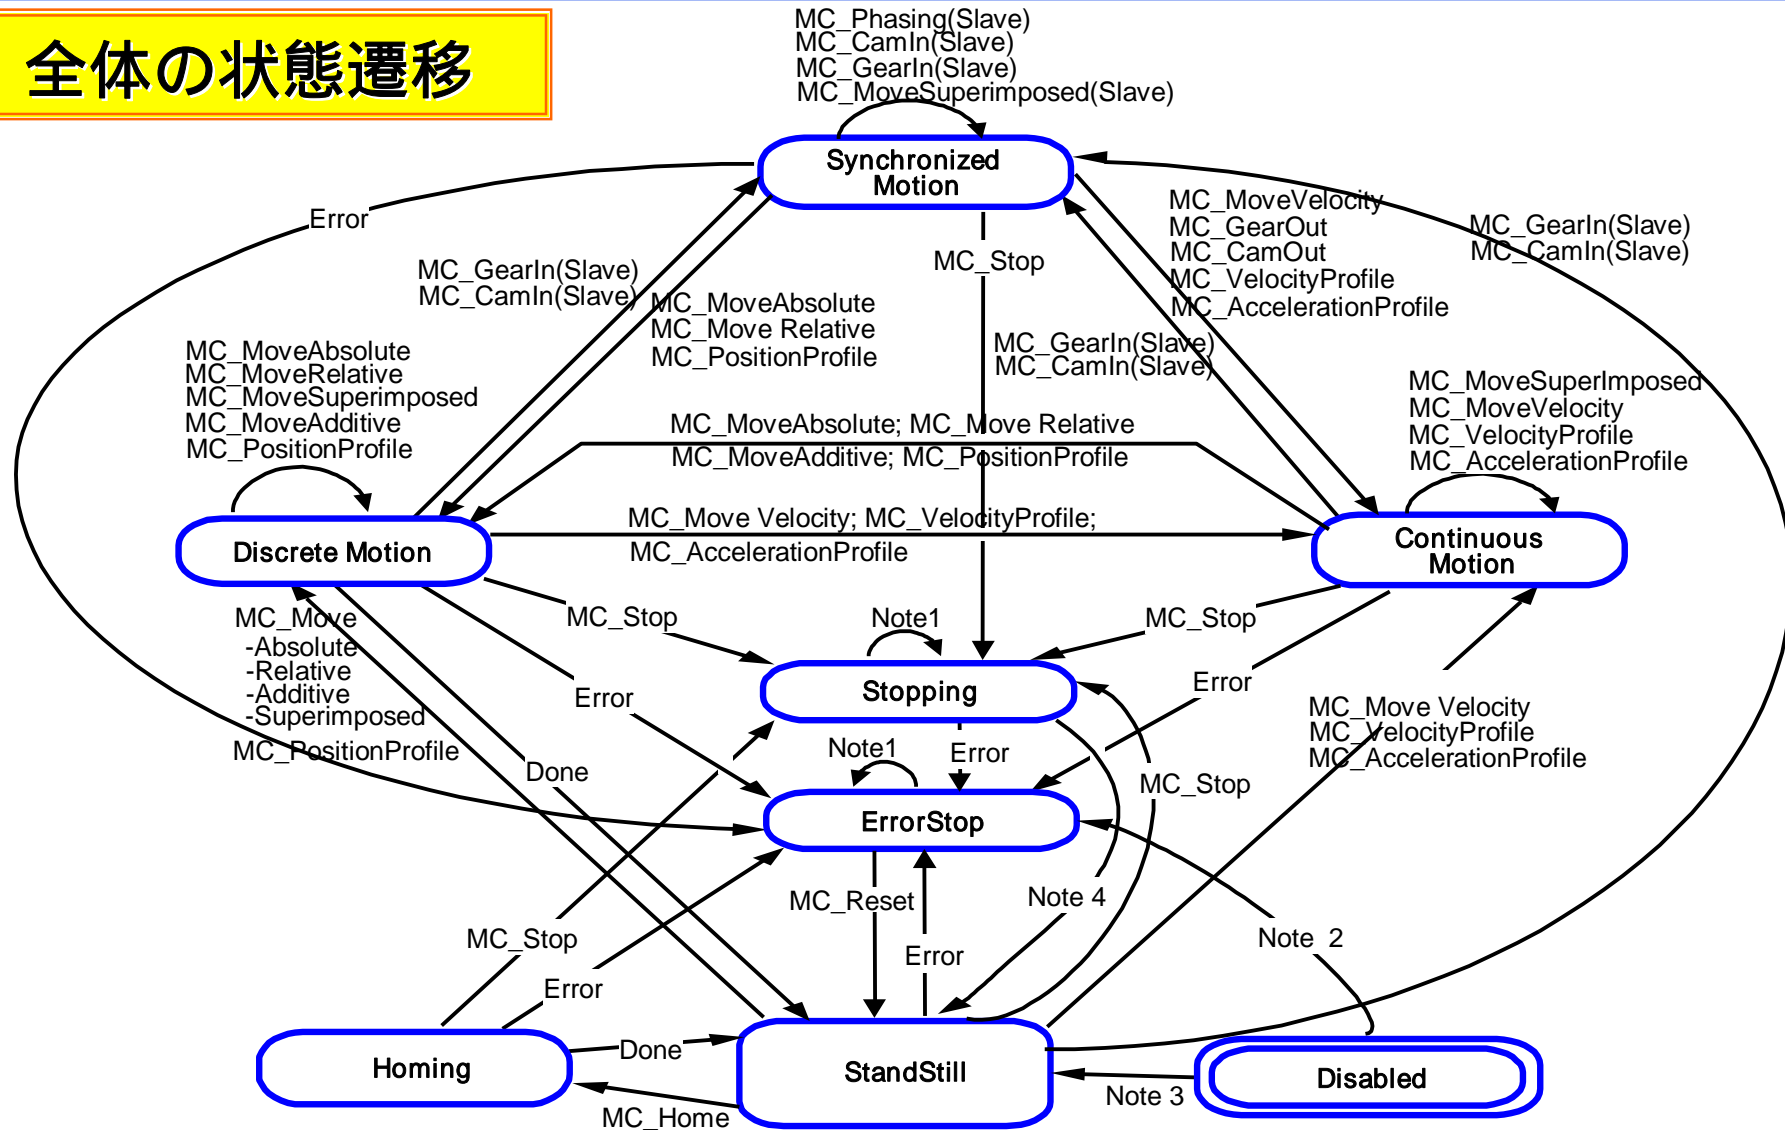 全体の状態遷移
MC_Phasing(Slave)
MC_CamIn(Slave)
MC_GearIn(Slave)
MC_MoveSuperimposed(Slave)
Synchronized
Motion
Error
MC_GearIn(Slave)
MC_CamIn(Slave)
MC_MoveAbsolute
MC_Move Relative
MC_PositionProfile
MC_Stop
MC_MoveVelocity
MC_GearOut
MC_CamOut
MC_VelocityProfile
MC_AccelerationProfile
MC_GearIn(Slave)
MC_CamIn(Slave)
MC_GearIn(Slave)
MC_CamIn(Slave)
MC_MoveAbsolute
MC_MoveRelative
MC_MoveSuperimposed
MC_MoveAdditive
MC_PositionProfile
MC_MoveSuperImposed
MC_MoveVelocity
MC_VelocityProfile
MC_AccelerationProfile
MC_MoveAbsolute; MC_Move Relative
MC_MoveAdditive; MC_PositionProfile
MC_Move Velocity; MC_VelocityProfile;
MC_AccelerationProfile
Discrete Motion
Continuous
Motion
MC_Move
-Absolute
-Relative
-Additive
-Superimposed
MC_PositionProfile
MC_Stop
Note1
MC_Stop
Stopping
Error
Error
MC_Move Velocity
MC_VelocityProfile
MC_AccelerationProfile
Note1
Error
Done
MC_Stop
ErrorStop
MC_Reset
Note 4
MC_Stop
Error
Note 2
Error
Homing
Done
StandStill
Disabled
MC_Home
Note 3